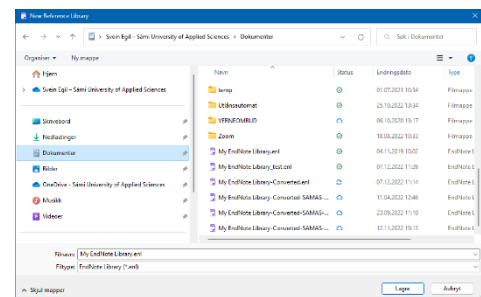 New Reference Library
Svein Egil - Sámi University of Applied Sciences > Dokumenter
Søk i Dokumenter
Organiser Ny mappe
Hjem
Svein Egil - Sámi University of Applied Sciences
Skrivebord
Nedlastinger
Dokumenter
Bilder
OneDrive - Sámi University of Applied Sciences
Musikk
Videoer
Navn Status Endringsdato Type
temp 01.07.2021 10:54 Filmappe
Utlånsautomat 25.10.2022 13:34 Filmappe
VERNEOMBUD 06.10.2020 13:17 Filmappe
Zoom 18.03.2022 10:33 Filmappe
My EndNote Library.enl 04.11.2019 10:02 EndNote L
My EndNote Library_test.enl 07.12.2022 11:26 EndNote L
My EndNote Library-Converted.enl 07.12.2022 11:14 EndNote L
My EndNote Library-Converted-SAMAS-... 11.04.2022 12:46 EndNote L
My EndNote Library-Converted-SAMAS-... 23.09.2022 11:10 EndNote L
My EndNote Library-Converted-SAMAS-... 12.11.2022 19:15 EndNote L
Filnavn: My EndNote Library.enl
Filtype: EndNote Library (*.enl)
Skjul mapper
Lagre Avbryt